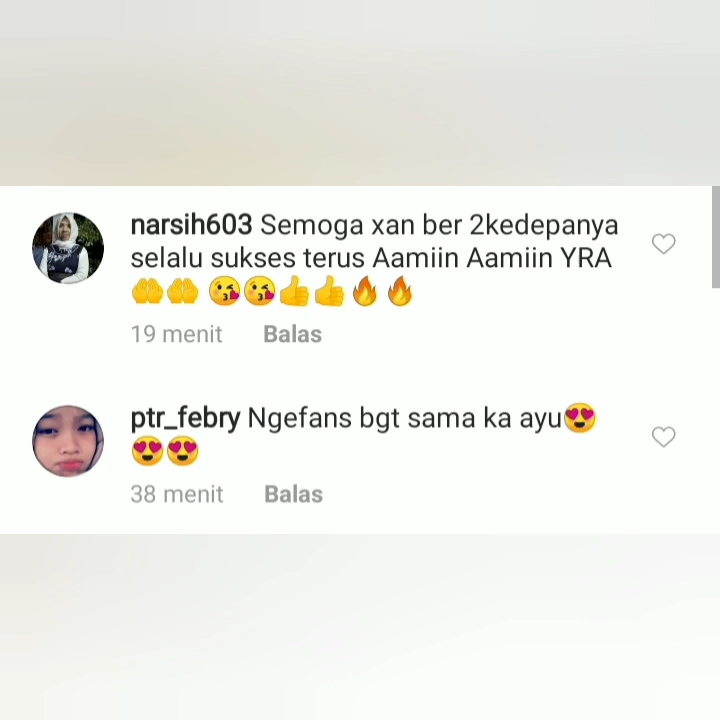 narsih603 Semoga xan ber 2kedepanya
selalu sukses terus Aamiin Aamiin YRA
🤲🤲 😘😘👍👍🔥🔥
19 menit Balas
ptr_febry Ngefans bgt sama ka ayu😍
😍😍
38 menit Balas